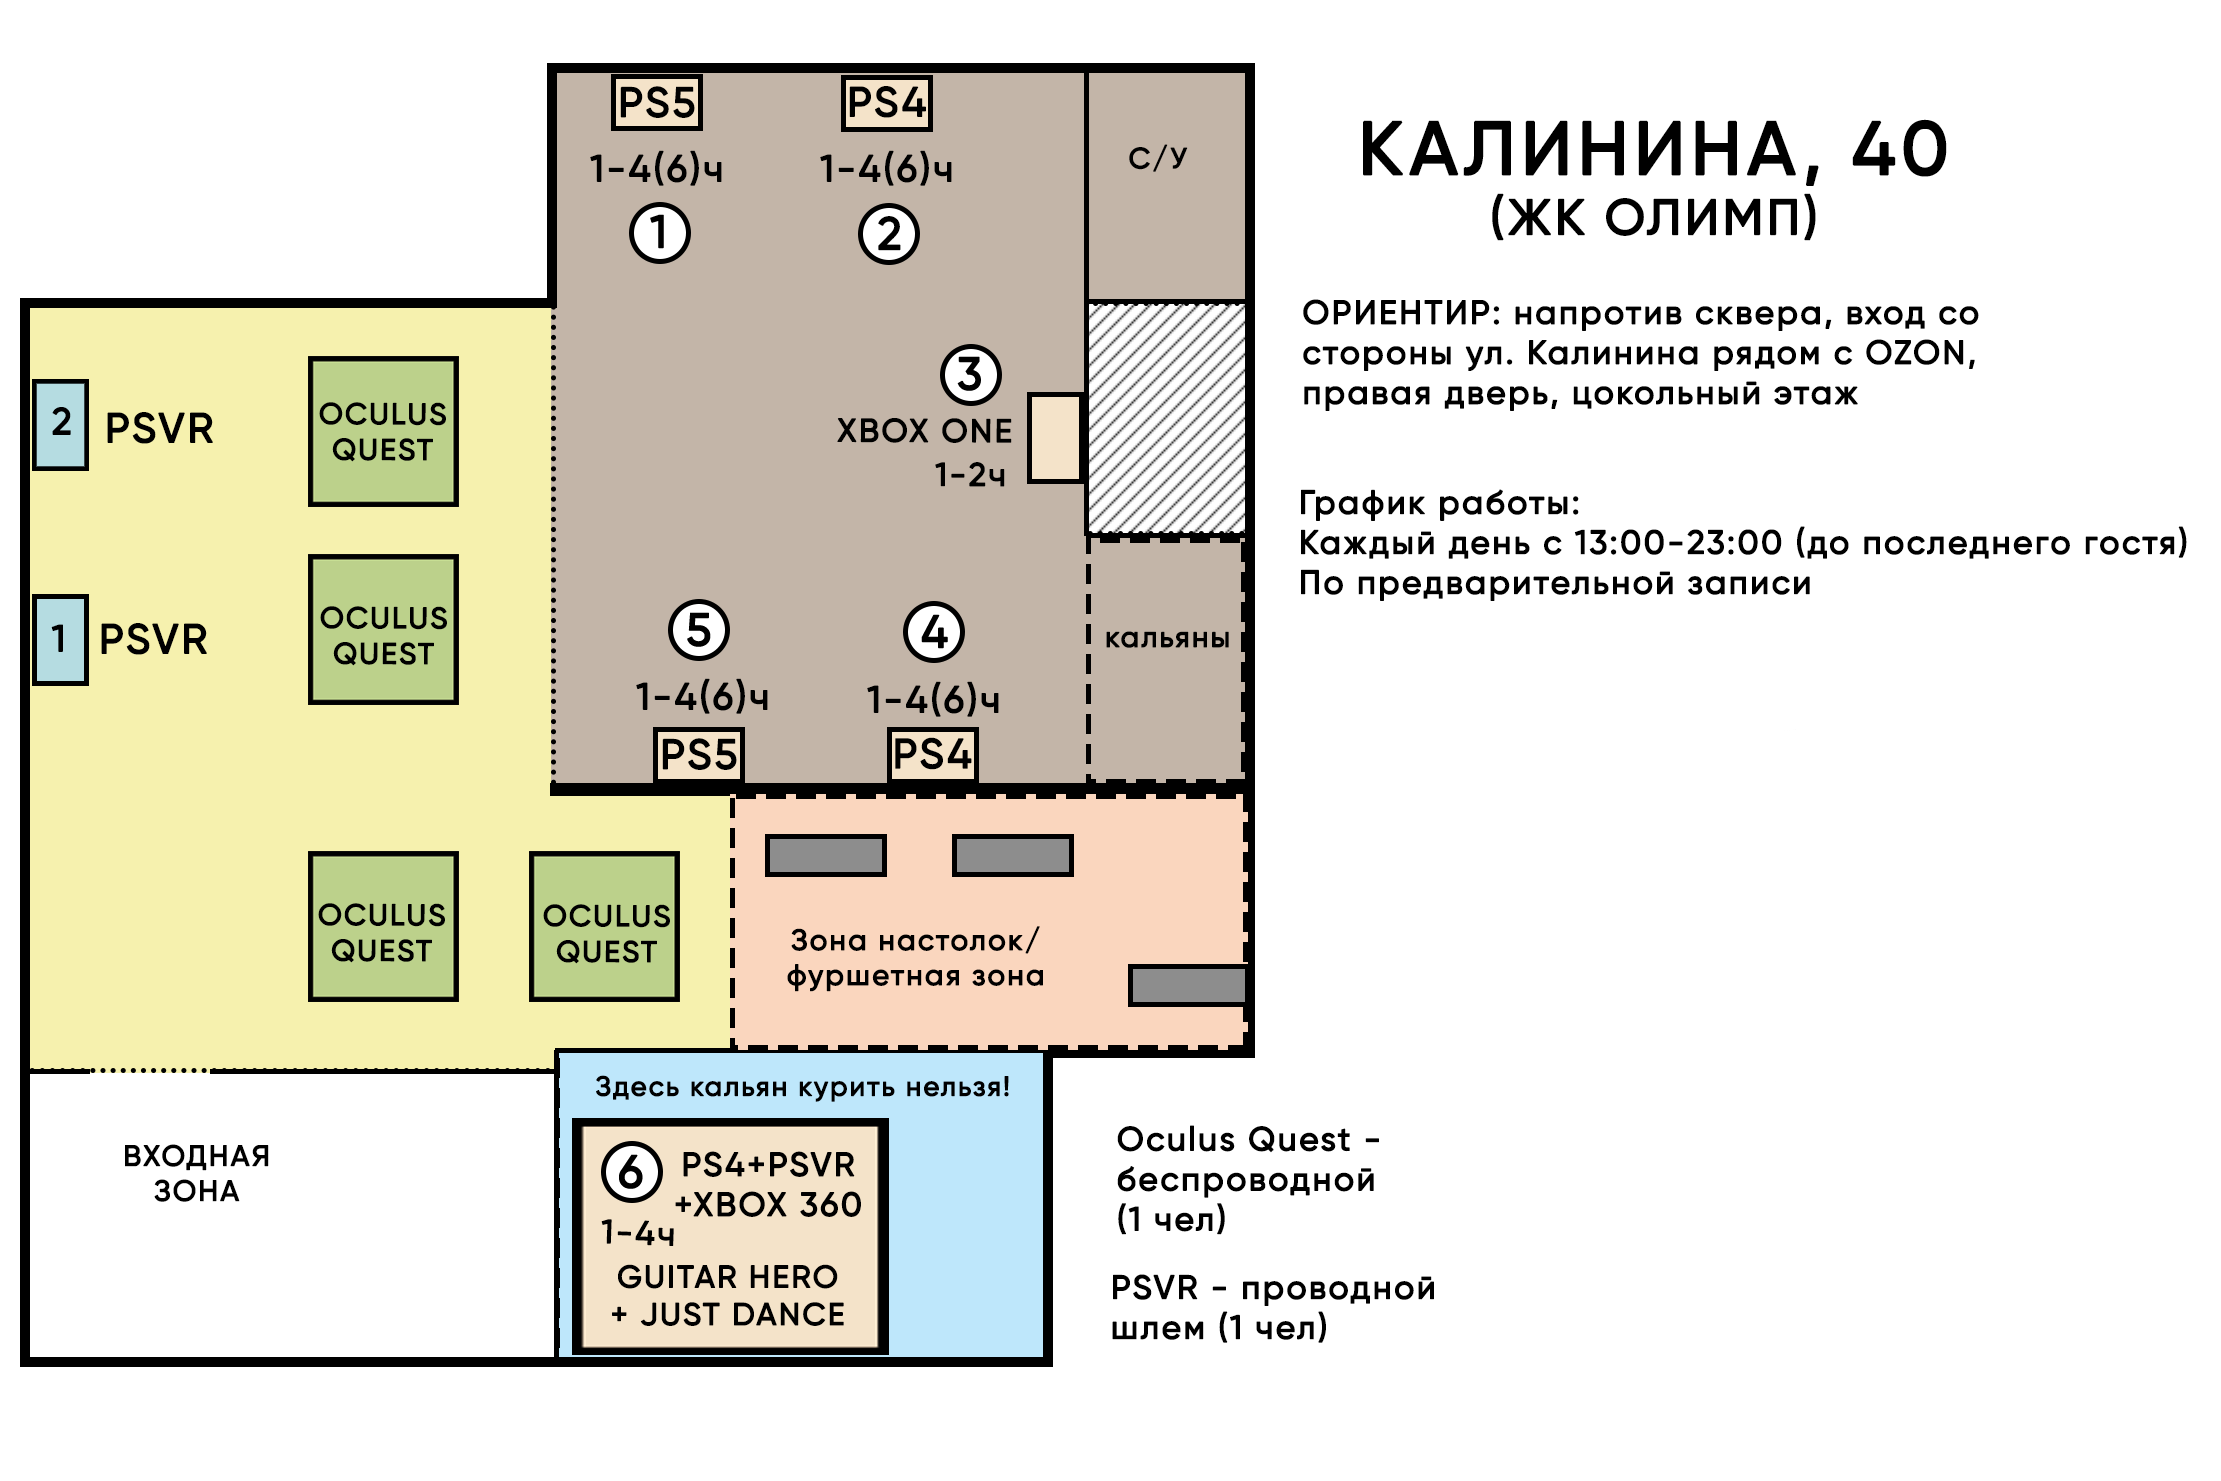 КАЛИНИНА, 40
(ЖК ОЛИМП)
ОРИЕНТИР: напротив сквера, вход со
стороны ул. Калинина рядом с OZON,
правая дверь, цокольный этаж
График работы:
Каждый день с 13:00-23:00 (до последнего гостя)
По предварительной записи
PS5
1-4(6)ч
1
PS4
1-4(6)ч
2
С/У
3
XBOX ONE
1-2ч
2
PSVR
OCULUS
QUEST
1
PSVR
OCULUS
QUEST
5
1-4(6)ч
PS5
4
1-4(6)ч
PS4
кальяны
OCULUS
QUEST
OCULUS
QUEST
Зона настолок/
фуршетная зона
Здесь кальян курить нельзя!
6
PS4+PSVR
+XBOX 360
1-4ч
GUITAR HERO
+ JUST DANCE
ВХОДНАЯ
ЗОНА
Oculus Quest -
беспроводной
(1 чел)
PSVR - проводной
шлем (1 чел)